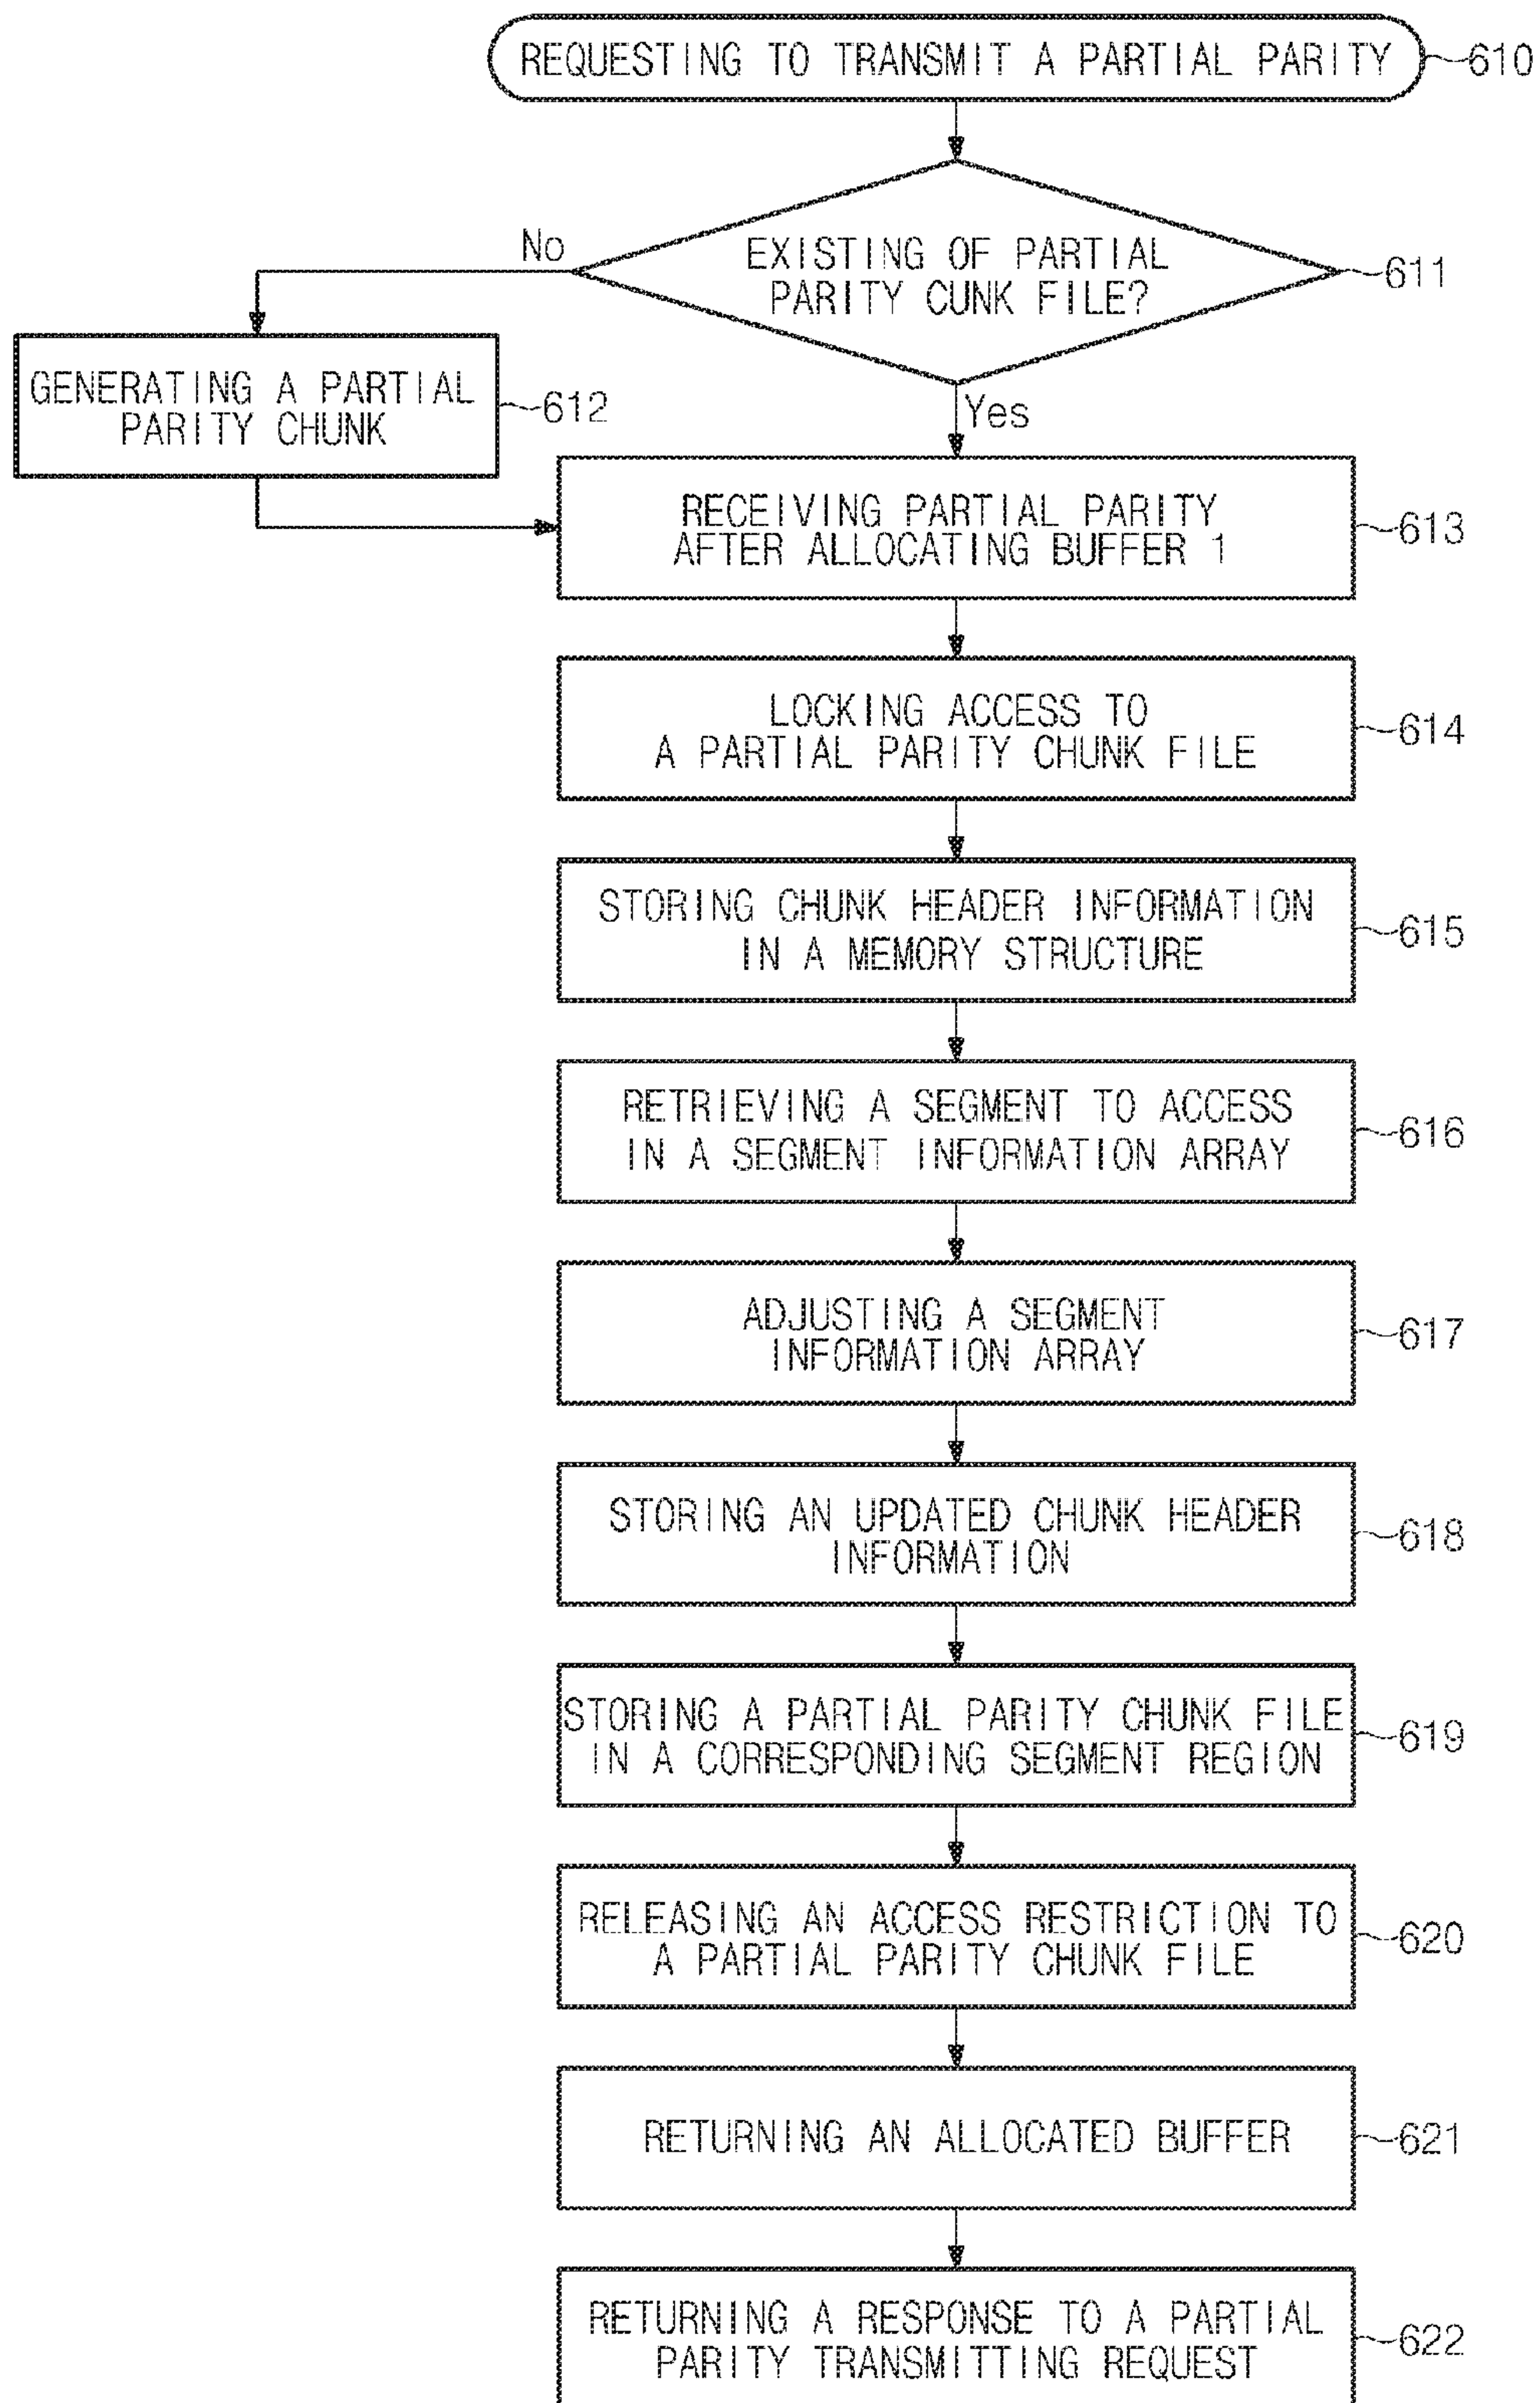 REQUESTING TO TRANSMIT A PARTIAL PARITY
610
No
EXISTING OF PARTIAL
PARITY CUNK FILE?
611
GENERATING A PARTIAL
PARITY CHUNK
612
Yes
RECEIVING PARTIAL PARITY
AFTER ALLOCATING BUFFER 1
613
LOCKING ACCESS TO
A PARTIAL PARITY CHUNK FILE
614
STORING CHUNK HEADER INFORMATION
IN A MEMORY STRUCTURE
615
RETRIEVING A SEGMENT TO ACCESS
IN A SEGMENT INFORMATION ARRAY
616
ADJUSTING A SEGMENT
INFORMATION ARRAY
617
STORING AN UPDATED CHUNK HEADER
INFORMATION
618
STORING A PARTIAL PARITY CHUNK FILE
IN A CORRESPONDING SEGMENT REGION
619
RELEASING AN ACCESS RESTRICTION TO
A PARTIAL PARITY CHUNK FILE
620
RETURNING AN ALLOCATED BUFFER
621
RETURNING A RESPONSE TO A PARTIAL
PARITY TRANSMITTING REQUEST
622